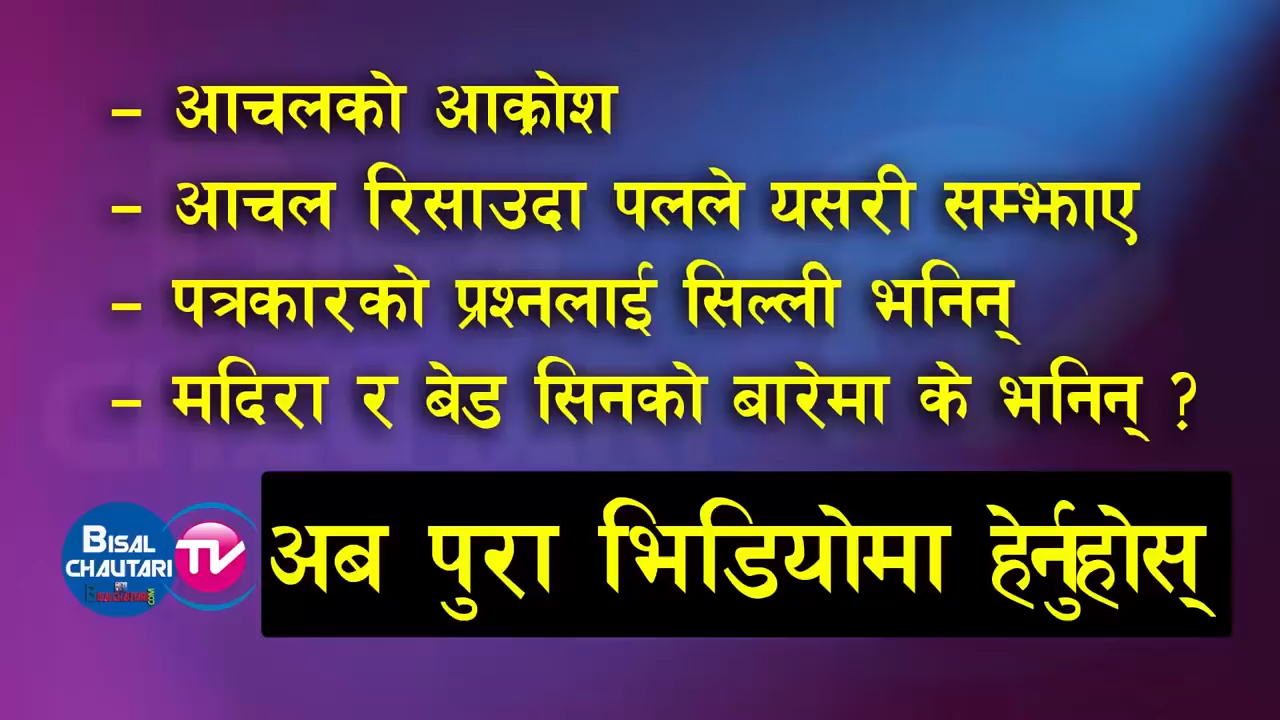 - आचलको आक्रोश
- आचल रिसाउदा पलले यसरी सम्झाए
- पत्रकारको प्रश्नलाई सिल्ली भनिन्
- मदिरा र बेड सिनको बारेमा के भनिन् ?
BISAL
CHAUTARI TV
अब पुरा भिडियोमा हेर्नुहोस्